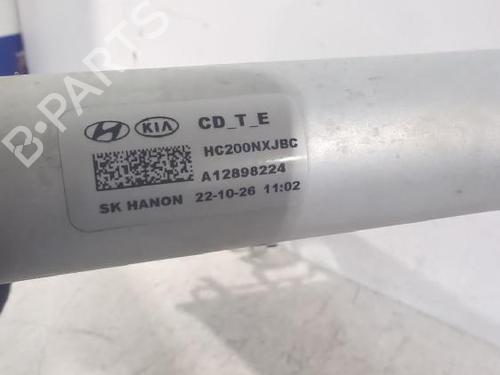 B-PARTS
KIA CD_T_E
HC200NXJBC
A12898224
SK HANON 22-10-26 11:02